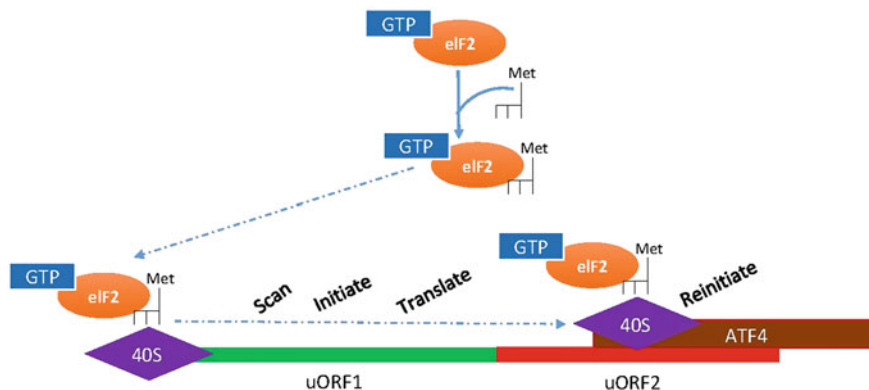 GTP
eIF2
Met
GTP
Met
eIF2
GTP
Met
eIF2
GTP
Met
eIF2
Scan Initiate Translate
Reinitiate
40S
40S
ATF4
uORF1
uORF2